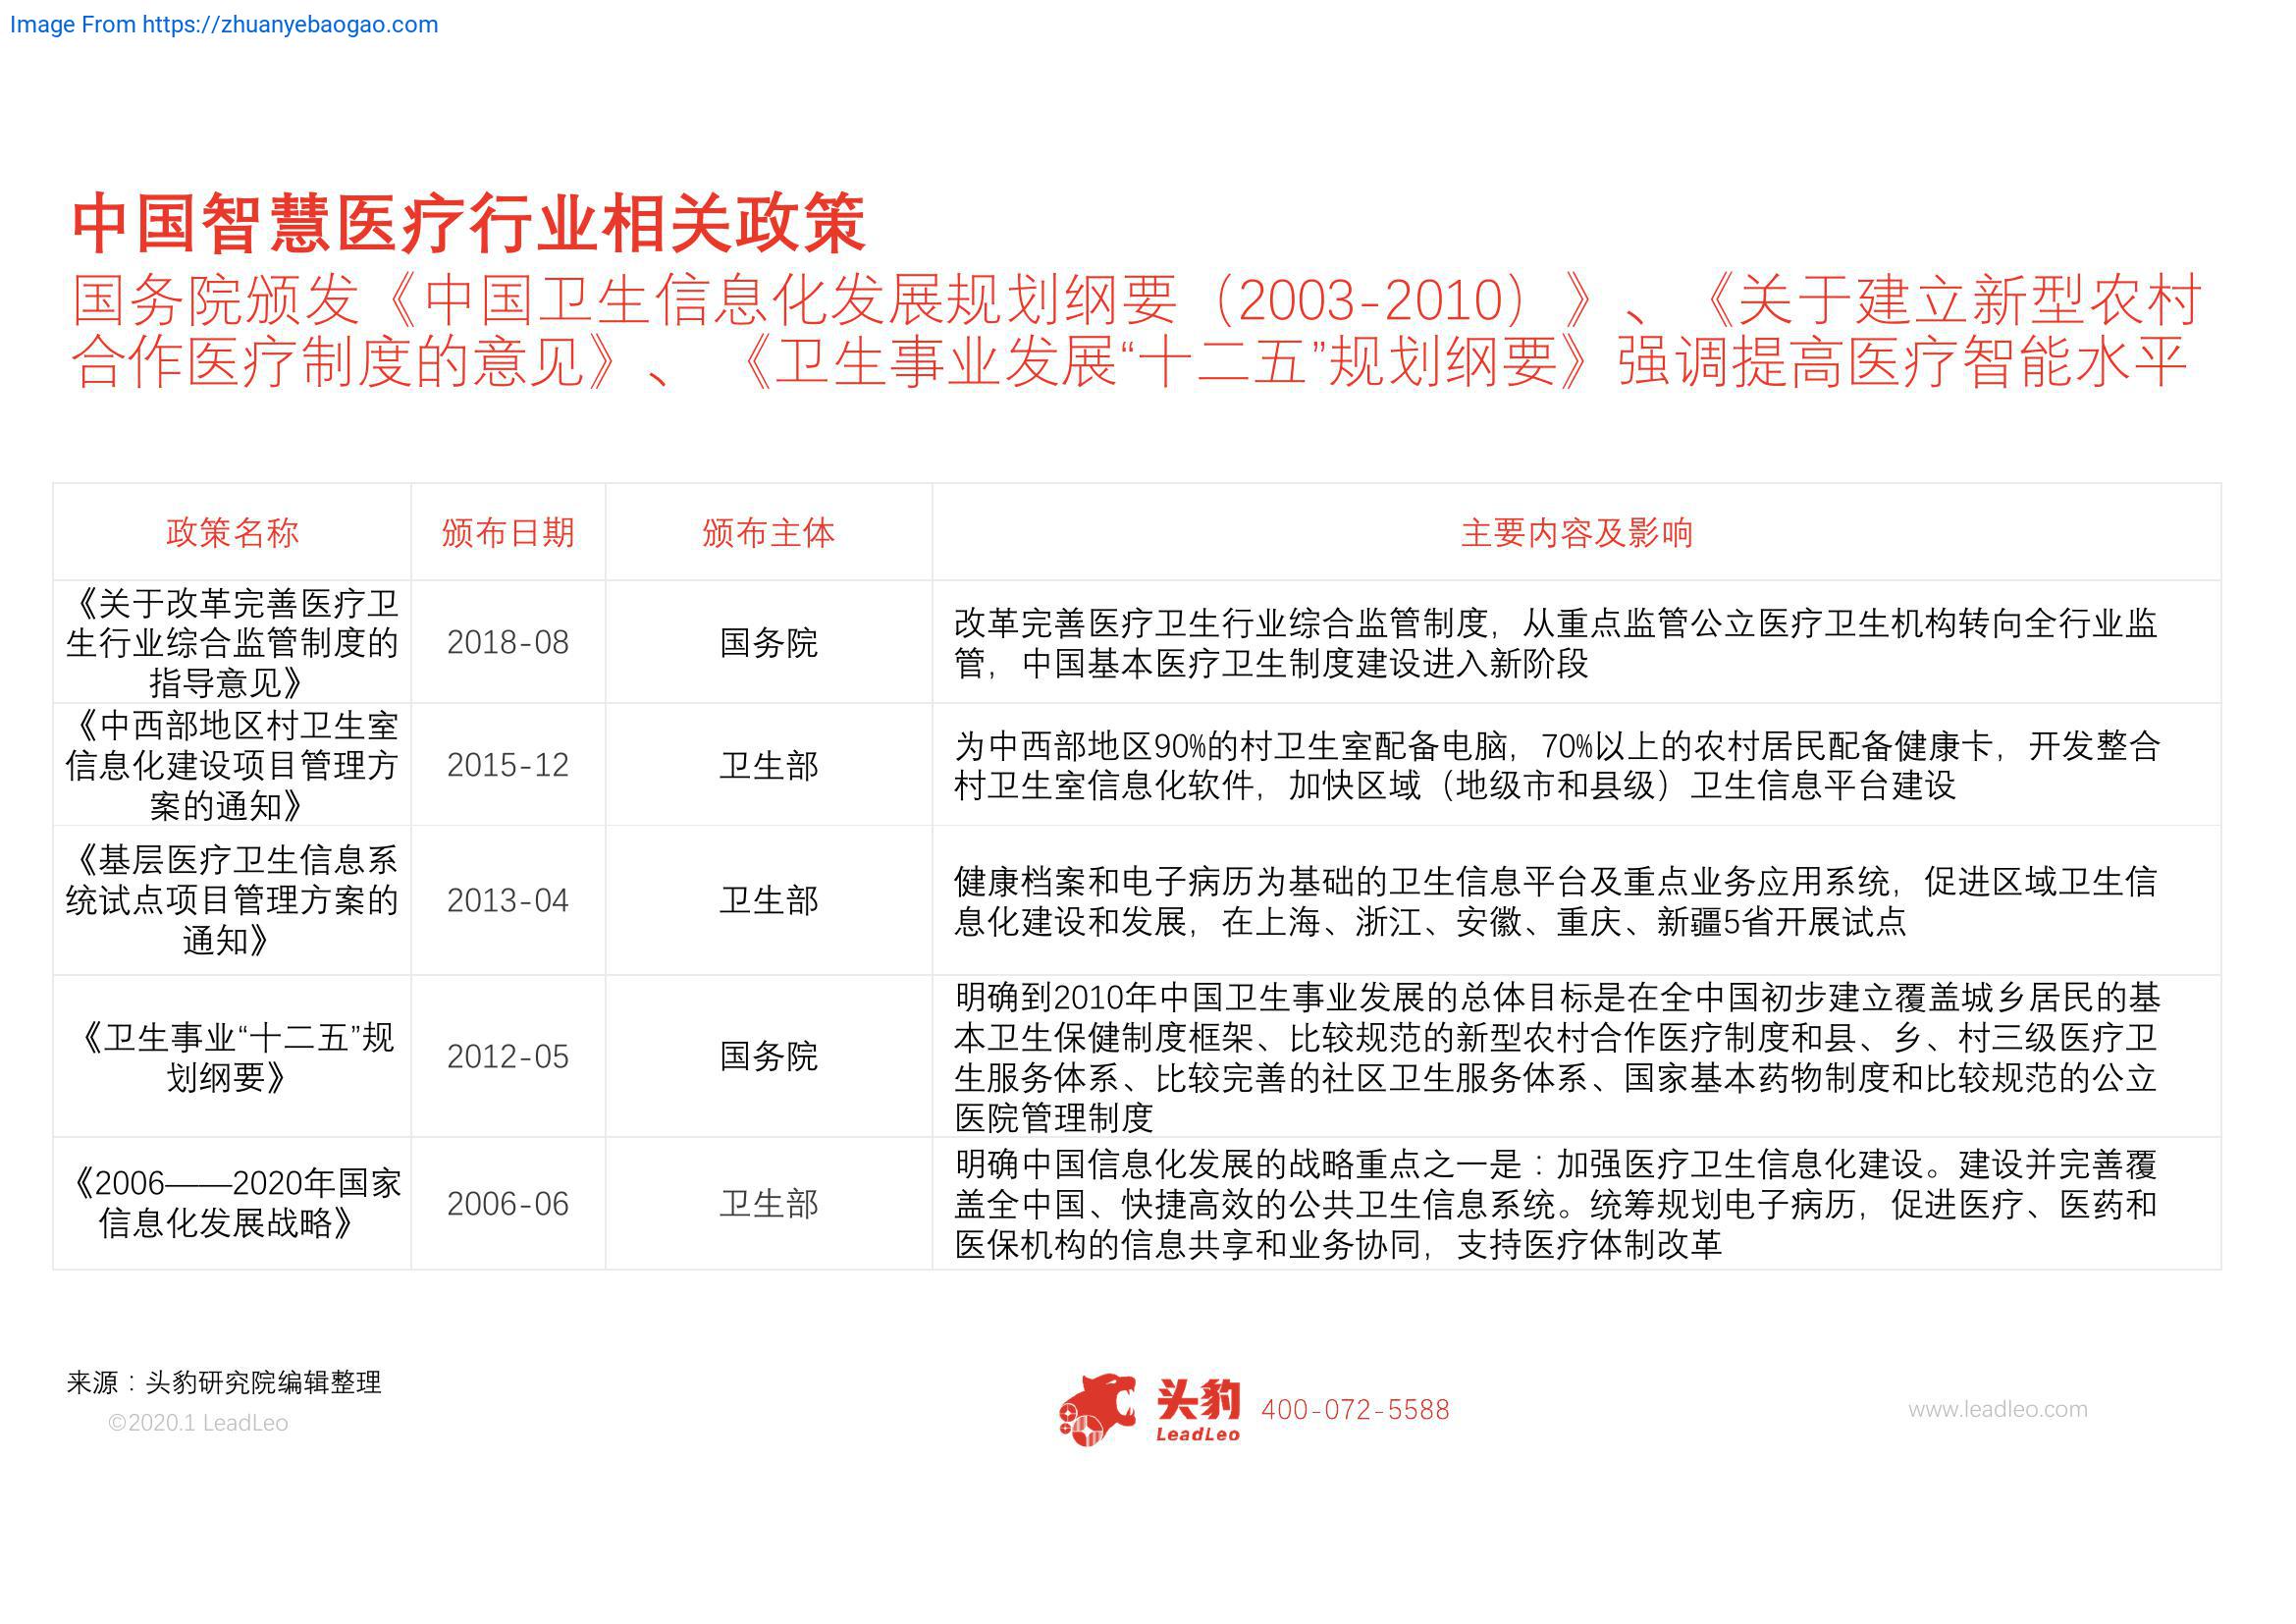 Image From https://zhuanyebaogao.com
中国智慧医疗行业相关政策
国务院颁发《中国卫生信息化发展规划纲要（2003-2010）》、《关于建立新型农村
合作医疗制度的意见》、《卫生事业发展“十二五”规划纲要》强调提高医疗智能水平
政策名称
颁布日期
颁布主体
主要内容及影响
《关于改革完善医疗卫
生行业综合监管制度的
指导意见》
2018-08
国务院
改革完善医疗卫生行业综合监管制度，从重点监管公立医疗卫生机构转向全行业监
管，中国基本医疗卫生制度建设进入新阶段
《中西部地区村卫生室
信息化建设项目管理方
案的通知》
2015-12
卫生部
为中西部地区90%的村卫生室配备电脑，70%以上的农村居民配备健康卡，开发整合
村卫生室信息化软件，加快区域（地级市和县级）卫生信息平台建设
《基层医疗卫生信息系
统试点项目管理方案的
通知》
2013-04
卫生部
健康档案和电子病历为基础的卫生信息平台及重点业务应用系统，促进区域卫生信
息化建设和发展，在上海、浙江、安徽、重庆、新疆5省开展试点
《卫生事业“十二五”规
划纲要》
2012-05
国务院
明确到2010年中国卫生事业发展的总体目标是在全中国初步建立覆盖城乡居民的基
本卫生保健制度框架、比较规范的新型农村合作医疗制度和县、乡、村三级医疗卫
生服务体系、比较完善的社区卫生服务体系、国家基本药物制度和比较规范的公立
医院管理制度
《2006——2020年国家
信息化发展战略》
2006-06
卫生部
明确中国信息化发展的战略重点之一是：加强医疗卫生信息化建设。建设并完善覆
盖全中国、快捷高效的公共卫生信息系统。统筹规划电子病历，促进医疗、医药和
医保机构的信息共享和业务协同，支持医疗体制改革
来源：头豹研究院编辑整理
©2020.1 LeadLeo
头豹
LeadLeo
400-072-5588
www.leadleo.com